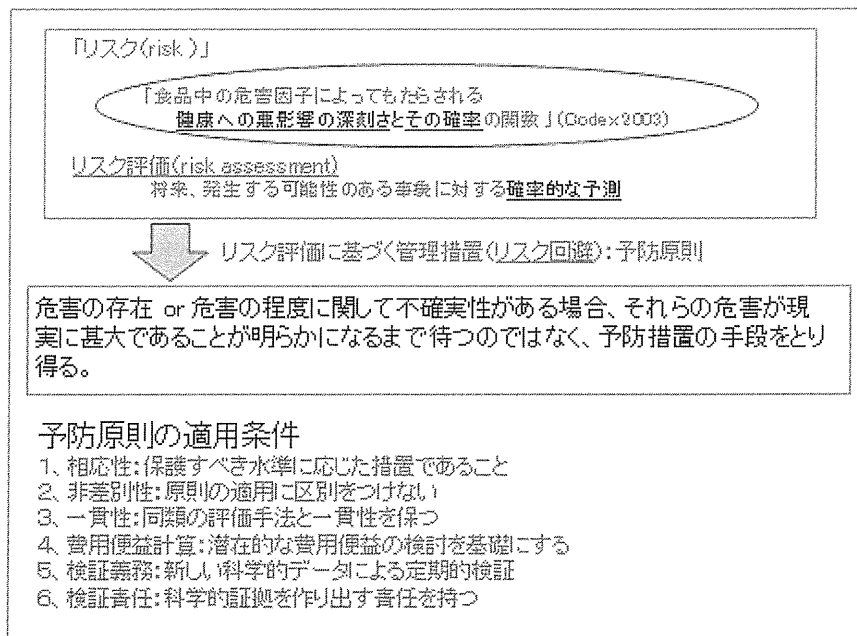 「リスク(risk)」
「食品中の危害因子によってもたらされる
健康への悪影響の深刻さとその確率の関数」(Codex2003)
リスク評価(risk assessment)
将来、発生する可能性のある事象に対する確率的な予測
リスク評価に基づく管理措置(リスク回避):予防原則
危害の存在 or 危害の程度に関して不確実性がある場合、それらの危害が現
実に甚大であることが明らかになるまで待つのではなく、予防措置の手段をとり
得る。
予防原則の適用条件
1、相応性:保護すべき水準に応じた措置であること
2、非差別性:原則の適用に区別をつけない
3、一貫性:同類の評価手法と一貫性を保つ
4、費用便益計算:潜在的な費用便益の検討を基礎にする
5、検証義務:新しい科学的データによる定期的検証
6、検証責任:科学的証拠を作り出す責任を持つ